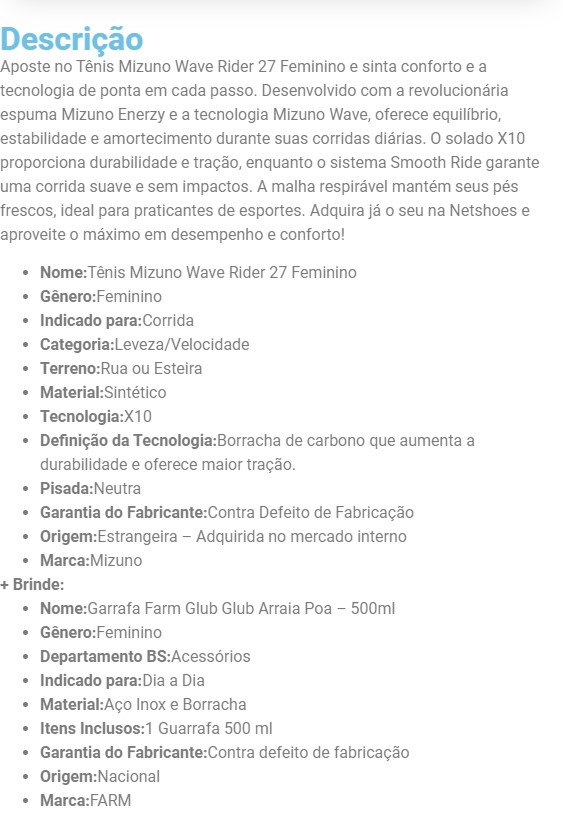 Descrição
Aposte no Tênis Mizuno Wave Rider 27 Feminino e sinta conforto e a
tecnologia de ponta em cada passo. Desenvolvido com a revolucionária
espuma Mizuno Enerzy e a tecnologia Mizuno Wave, oferece equilíbrio,
estabilidade e amortecimento durante suas corridas diárias. O solado X10
proporciona durabilidade e tração, enquanto o sistema Smooth Ride garante
uma corrida suave e sem impactos. A malha respirável mantém seus pés
frescos, ideal para praticantes de esportes. Adquira já o seu na Netshoes e
aproveite o máximo em desempenho e conforto!
• Nome:Tênis Mizuno Wave Rider 27 Feminino
• Gênero:Feminino
• Indicado para:Corrida
• Categoria:Leveza/Velocidade
• Terreno:Rua ou Esteira
• Material:Sintético
• Tecnologia:X10
• Definição da Tecnologia:Borracha de carbono que aumenta a
durabilidade e oferece maior tração.
• Pisada:Neutra
• Garantia do Fabricante:Contra Defeito de Fabricação
• Origem:Estrangeira – Adquirida no mercado interno
• Marca:Mizuno
+ Brinde:
• Nome:Garrafa Farm Glub Glub Arraia Poa – 500ml
• Gênero:Feminino
• Departamento BS:Acessórios
• Indicado para:Dia a Dia
• Material:Aço Inox e Borracha
• Itens Inclusos:1 Guarrafa 500 ml
• Garantia do Fabricante:Contra defeito de fabricação
• Origem:Nacional
• Marca:FARM